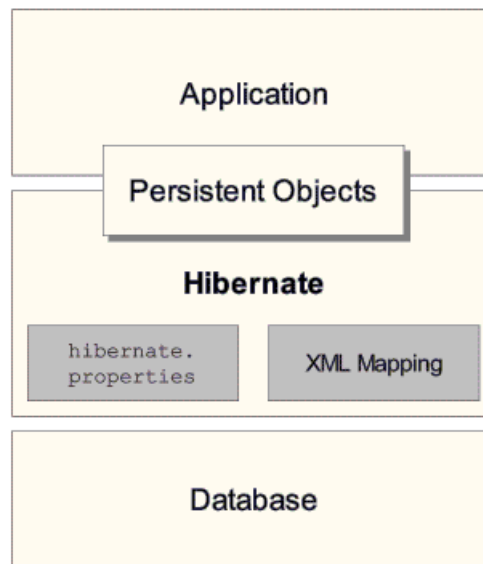 Application
Persistent Objects
Hibernate
hibernate.
properties
XML Mapping
Database